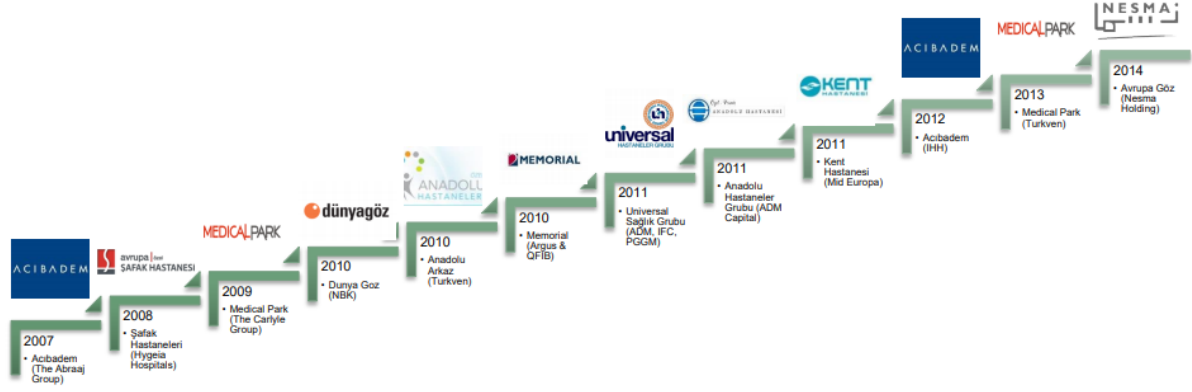 ACIBADEM
2007
• Acıbadem
(The Abraaj
Group)
avrupa | özel
ŞAFAK HASTANESİ
2008
• Şafak
Hastaneleri
(Hygeia
Hospitals)
MEDICALPARK
2009
• Medical Park
(The Carlyle
Group)
dünyagöz
2010
• Dunya Goz
(NBK)
ANADOLU
HASTANELER
2010
• Anadolu
Arkaz
(Turkven)
MEMORIAL
2010
• Memorial
(Argus &
QFIB)
universal
HASTANELER GRUBU
2011
• Universal
Sağlık Grubu
(ADM, IFC,
PGGM)
ANADOLU HASTANESİ
2011
• Anadolu
Hastaneler
Grubu (ADM
Capital)
KENT
HASTANESİ
2011
• Kent
Hastanesi
(Mid Europa)
ACIBADEM
2012
• Acıbadem
(IHH)
MEDICALPARK
2013
• Medical Park
(Turkven)
NESMA
2014
• Avrupa Göz
(Nesma
Holding)